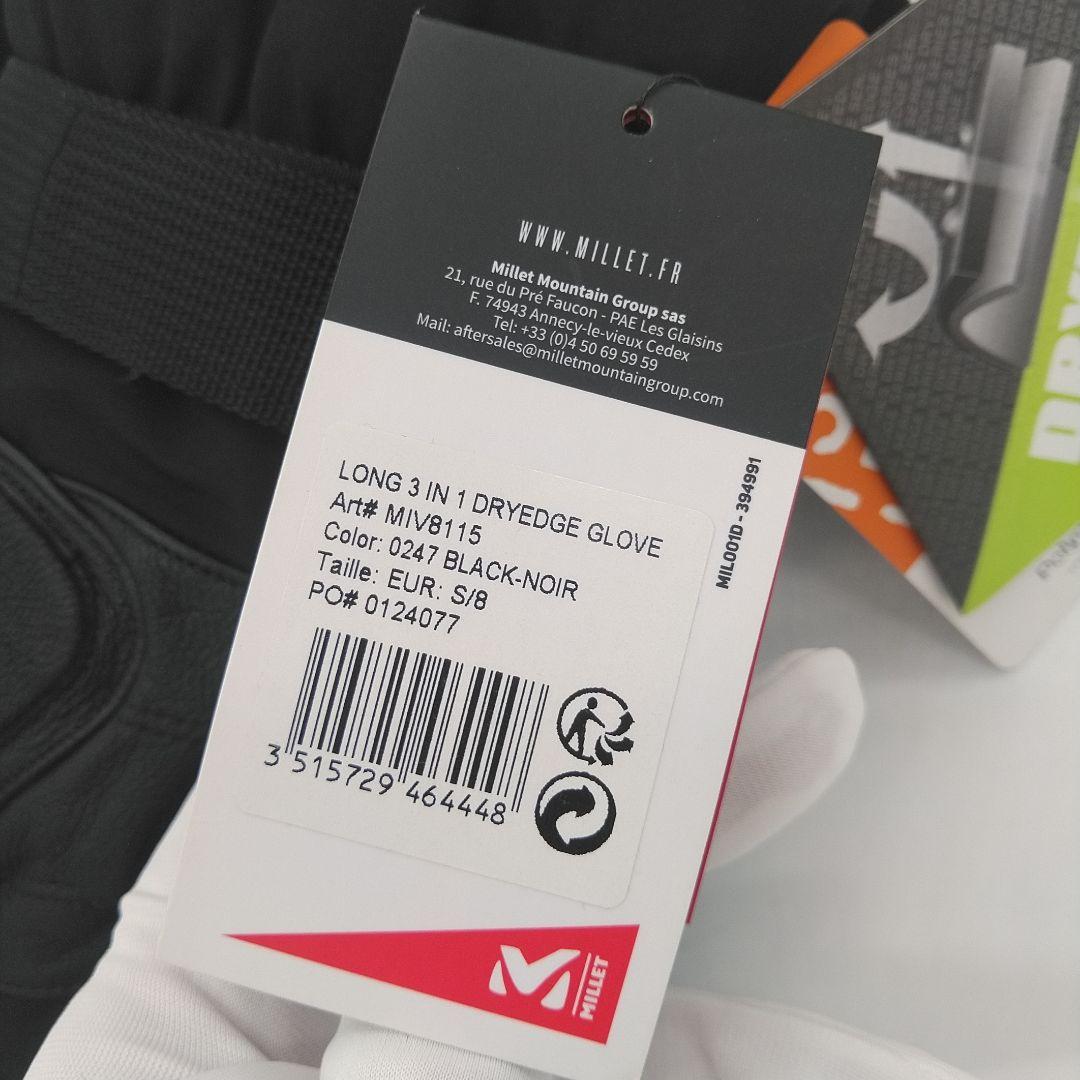 WWW.MILLET.FR
Millet Mountain Group sas
21, rue du Pré Faucon - PAE Les Glaisins
F. 74943 Annecy-le-vieux Cedex
Tel: +33 (0)4 50 69 59 59
Mail: aftersales@milletmountaingroup.com
LONG 3 IN 1 DRYEDGE GLOVE
Art# MIV8115
Color: 0247 BLACK-NOIR
Taille: EUR: S/8
PO# 0124077
3 515729 464448
MIL001D - 394991
MILLET